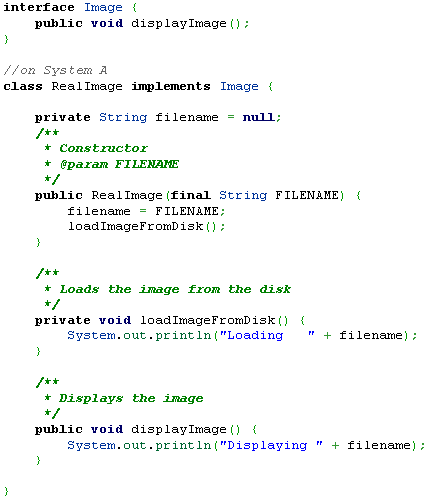 interface Image {
    public void displayImage();
}

//on System A
class RealImage implements Image {

    private String filename = null;
    /**
     * Constructor
     * @param FILENAME
     */
    public RealImage(final String FILENAME) {
        filename = FILENAME;
        loadImageFromDisk();
    }

    /**
     * Loads the image from the disk
     */
    private void loadImageFromDisk() {
        System.out.println("Loading   " + filename);
    }

    /**
     * Displays the image
     */
    public void displayImage() {
        System.out.println("Displaying " + filename);
    }

}